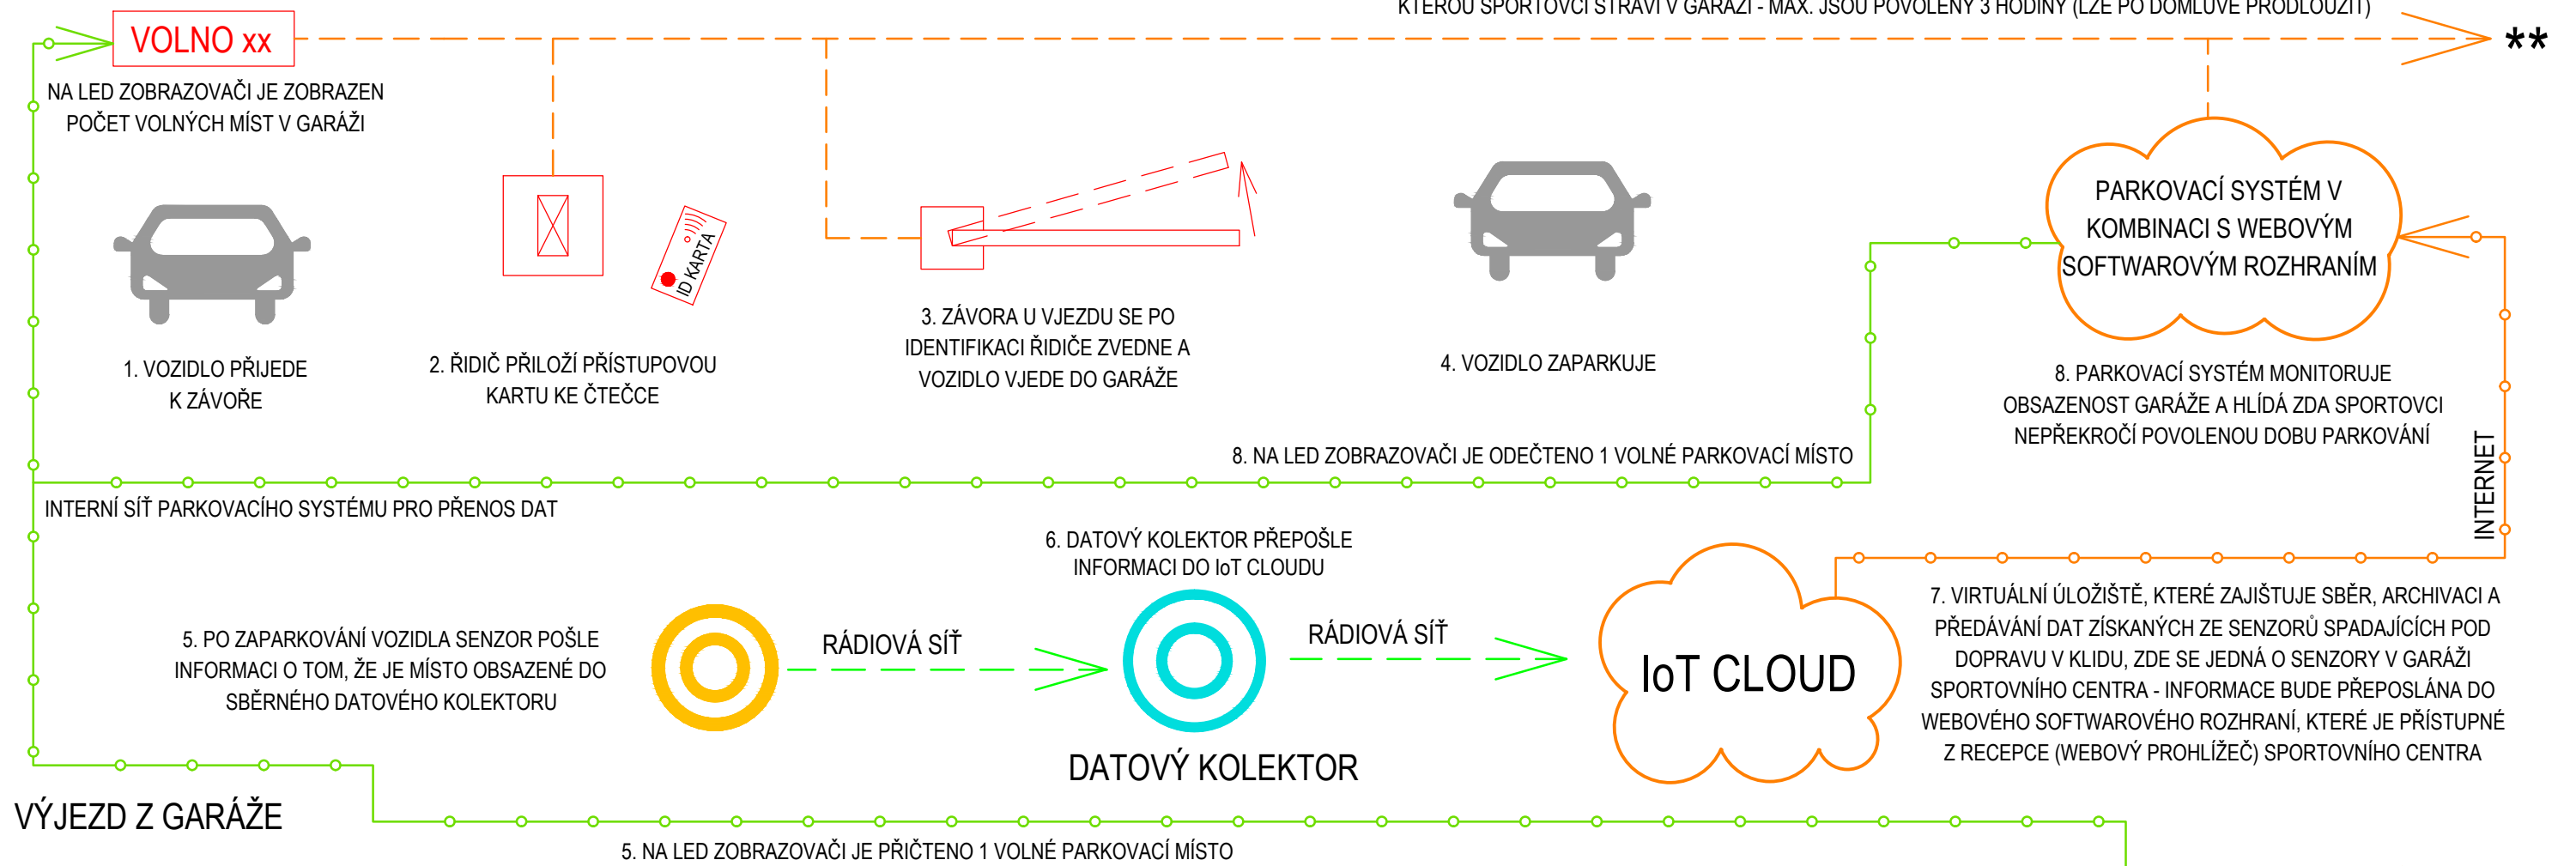 KTEROU SPORTOVCI STRÁVÍ V GARÁŽI - MAX. JSOU POVOLENY 3 HODINY (LZE PO DOMLUVĚ PRODLOUŽIT)
VOLNO xx
**
NA LED ZOBRAZOVAČI JE ZOBRAZEN
POČET VOLNÝCH MÍST V GARÁŽI
ID KARTA
PARKOVACÍ SYSTÉM V
KOMBINACI S WEBOVÝM
SOFTWAROVÝM ROZHRANÍM
1. VOZIDLO PŘIJEDE
K ZÁVOŘE
2. ŘIDIČ PŘILOŽÍ PŘÍSTUPOVOU
KARTU KE ČTEČCE
3. ZÁVORA U VJEZDU SE PO
IDENTIFIKACI ŘIDIČE ZVEDNE A
VOZIDLO VJEDE DO GARÁŽE
4. VOZIDLO ZAPARKUJE
8. PARKOVACÍ SYSTÉM MONITORUJE
OBSAZENOST GARÁŽE A HLÍDÁ ZDA SPORTOVCI
NEPŘEKROČÍ POVOLENOU DOBU PARKOVÁNÍ
8. NA LED ZOBRAZOVAČI JE ODEČTENO 1 VOLNÉ PARKOVACÍ MÍSTO
INTERNET
INTERNÍ SÍŤ PARKOVACÍHO SYSTÉMU PRO PŘENOS DAT
5. PO ZAPARKOVÁNÍ VOZIDLA SENZOR POŠLE
INFORMACI O TOM, ŽE JE MÍSTO OBSAZENÉ DO
SBĚRNÉHO DATOVÉHO KOLEKTORU
RÁDIOVÁ SÍŤ
6. DATOVÝ KOLEKTOR PŘEPOŠLE
INFORMACI DO IoT CLOUDU
DATOVÝ KOLEKTOR
RÁDIOVÁ SÍŤ
IoT CLOUD
7. VIRTUÁLNÍ ÚLOŽIŠTĚ, KTERÉ ZAJIŠTUJE SBĚR, ARCHIVACI A
PŘEDÁVÁNÍ DAT ZÍSKANÝCH ZE SENZORŮ SPADAJÍCÍCH POD
DOPRAVU V KLIDU, ZDE SE JEDNÁ O SENZORY V GARÁŽI
SPORTOVNÍHO CENTRA - INFORMACE BUDE PŘEPOSLÁNA DO
WEBOVÉHO SOFTWAROVÉHO ROZHRANÍ, KTERÉ JE PŘÍSTUPNÉ
Z RECEPCE (WEBOVÝ PROHLÍŽEČ) SPORTOVNÍHO CENTRA
VÝJEZD Z GARÁŽE
5. NA LED ZOBRAZOVAČI JE PŘIČTENO 1 VOLNÉ PARKOVACÍ MÍSTO